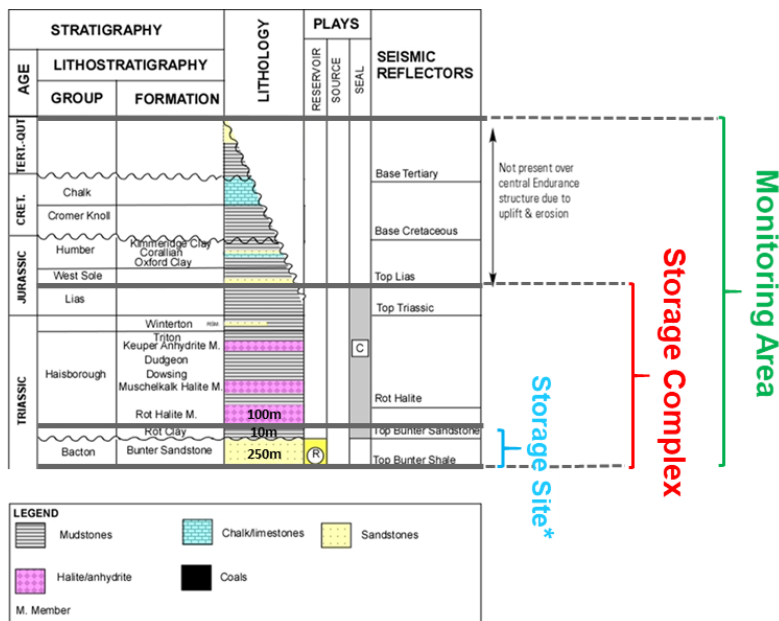 STRATIGRAPHY
LITHOLOGY
PLAYS
AGE
LITHOSTRATIGRAPHY
GROUP
FORMATION
RESERVOIR
SOURCE
SEAL
SEISMIC
REFLECTORS
TERT.-QUT
CRET.
JURASSIC
TRIASSIC
Chalk
Cromer Knoll
Humber
Kimmeridge Clay
Corallian
Oxford Clay
West Sole
Lias
Winterton
Triton
Keuper Anhydrite M.
Dudgeon
Haisborough
Dowsing
Muschelkalk Halite M.
Rot Halite M.
100m
Rot Clay
10m
Bacton
Bunter Sandstone
250m
R
C
Base Tertiary
Base Cretaceous
Top Lias
Top Triassic
Rot Halite
Top Bunter Sandstone
Top Bunter Shale
Not present over
central Endurance
structure due to
uplift & erosion
Storage Site*
Storage Complex
Monitoring Area
LEGEND
Mudstones
Chalk/limestones
Sandstones
Halite/anhydrite
Coals
M. Member